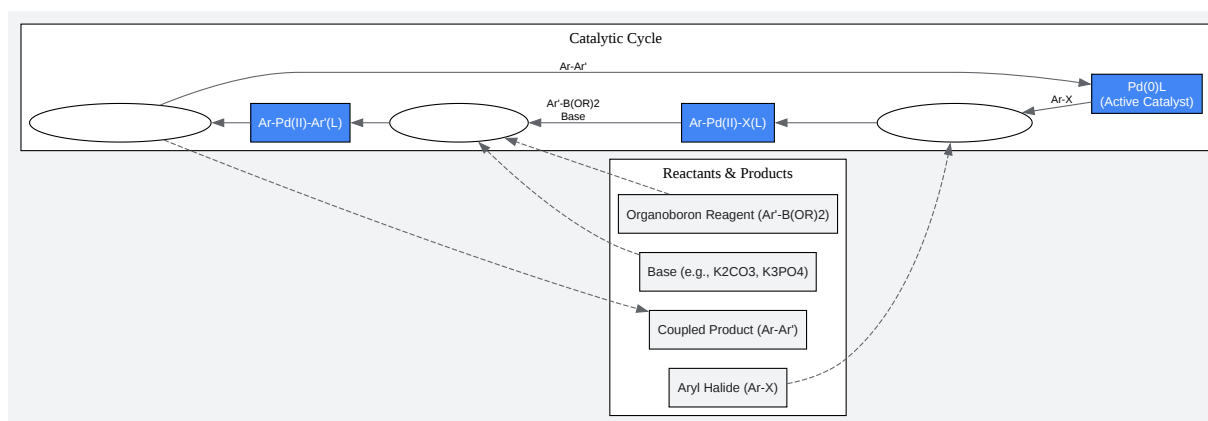 Catalytic Cycle
Ar-Ar'
Pd(0)L
(Active Catalyst)
Ar-X
Ar'-B(OR)2
Base
Ar-Pd(II)-Ar'(L)
Ar-Pd(II)-X(L)
Reactants & Products
Organoboron Reagent (Ar'-B(OR)2)
Base (e.g., K2CO3, K3PO4)
Coupled Product (Ar-Ar')
Aryl Halide (Ar-X)